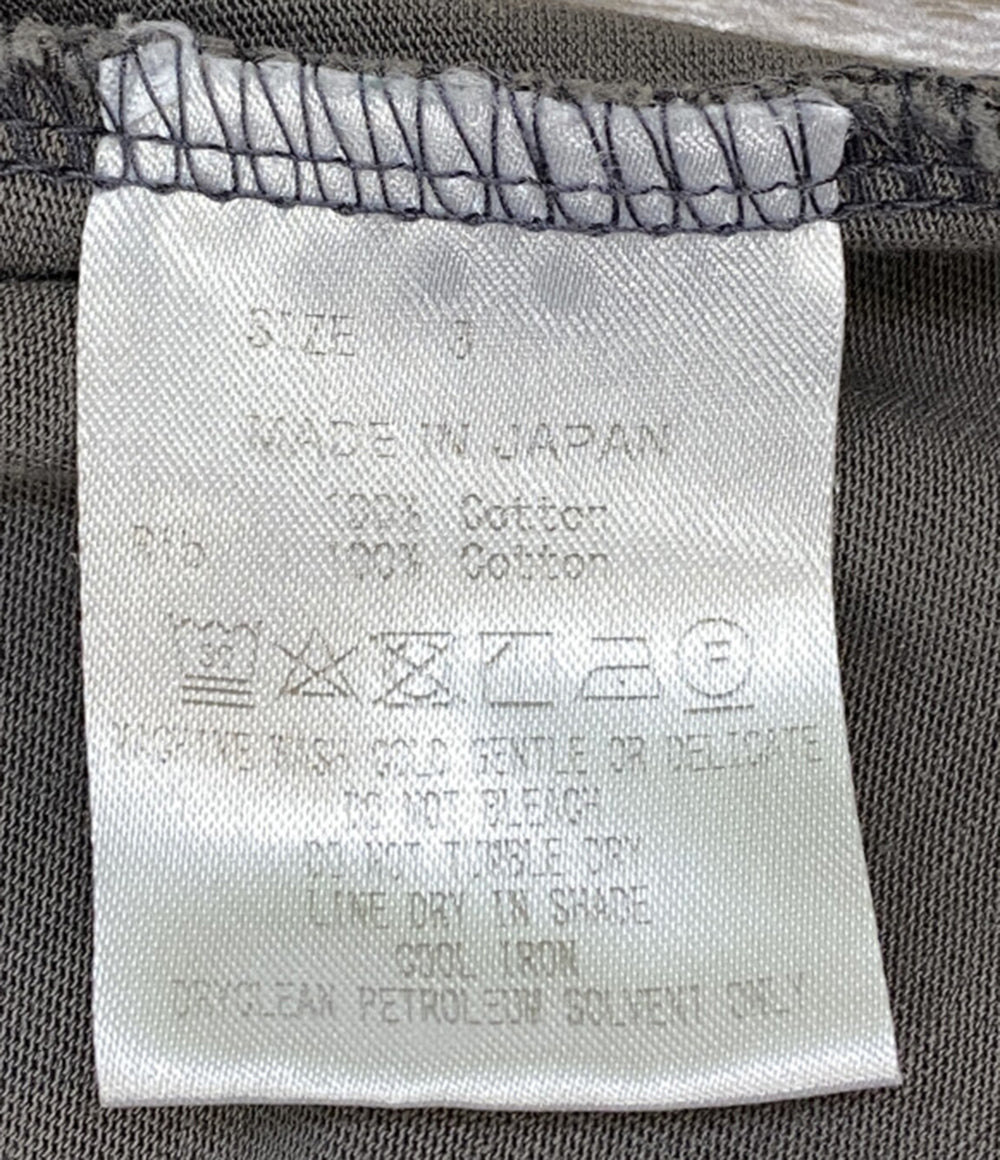 SIZE 3
MADE IN JAPAN
100% Cotton
Rib 100% Cotton
MACHINE WASH COLD GENTLE OR DELICATE
DO NOT BLEACH
DO NOT TUMBLE DRY
LINE DRY IN SHADE
COOL IRON
DRYCLEAN PETROLEUM SOLVENT ONLY